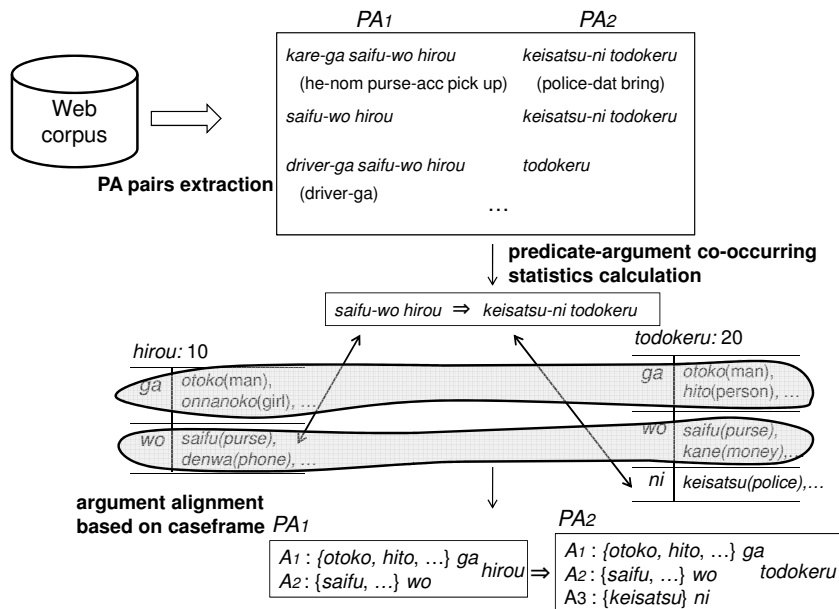 PA1 PA2
Web
corpus
kare-ga saifu-wo hirou keisatsu-ni todokeru
(he-nom purse-acc pick up) (police-dat bring)
saifu-wo hirou keisatsu-ni todokeru
driver-ga saifu-wo hirou todokeru
(driver-ga)
...
PA pairs extraction
predicate-argument co-occurring
statistics calculation
saifu-wo hirou ⇒ keisatsu-ni todokeru
hirou: 10
ga otoko(man),
onnanoko(girl), ...
wo saifu(purse),
denwa(phone), ...
todokeru: 20
ga otoko(man),
hito(person), ...
wo saifu(purse),
kane(money),...
ni keisatsu(police),...
argument alignment
based on caseframe
PA1
A1 : {otoko, hito, ...} ga
A2 : {saifu, ...} wo
hirou ⇒
PA2
A1 : {otoko, hito, ...} ga
A2 : {saifu, ...} wo todokeru
A3 : {keisatsu} ni